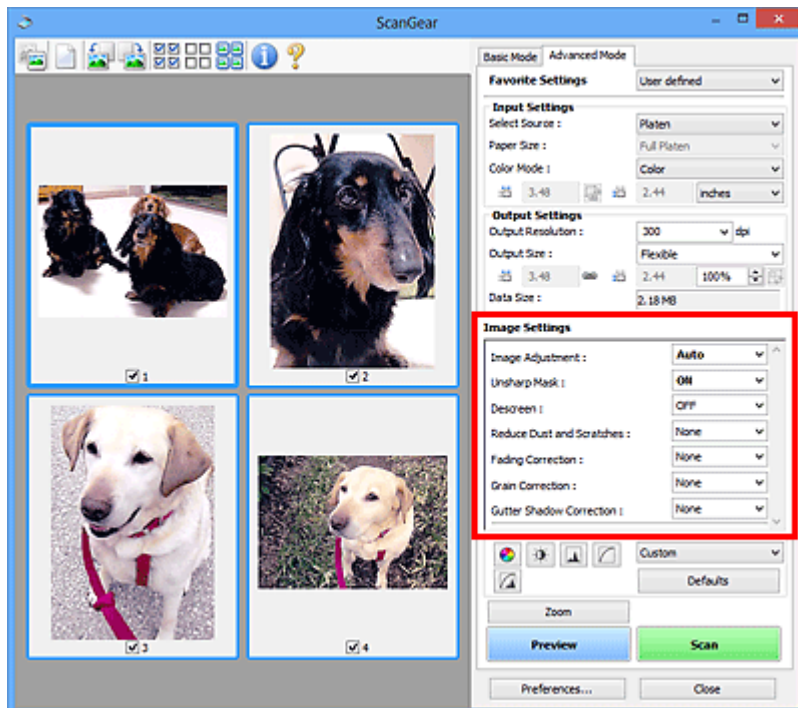 ScanGear
Basic Mode Advanced Mode
Favorite Settings User defined
Input Settings
Select Source : Platen
Paper Size : Full Platen
Color Mode : Color
3.48 2.44 inches
Output Settings
Output Resolution : 300 dpi
Output Size : Flexible
3.48 2.44 100%
Data Size : 2.18 MB
Image Settings
Image Adjustment : Auto
Unsharp Mask : ON
Descreen : OFF
Reduce Dust and Scratches : None
Fading Correction : None
Grain Correction : None
Gutter Shadow Correction : None
Custom
Defaults
Zoom
Preview Scan
Preferences... Close
1
2
3
4